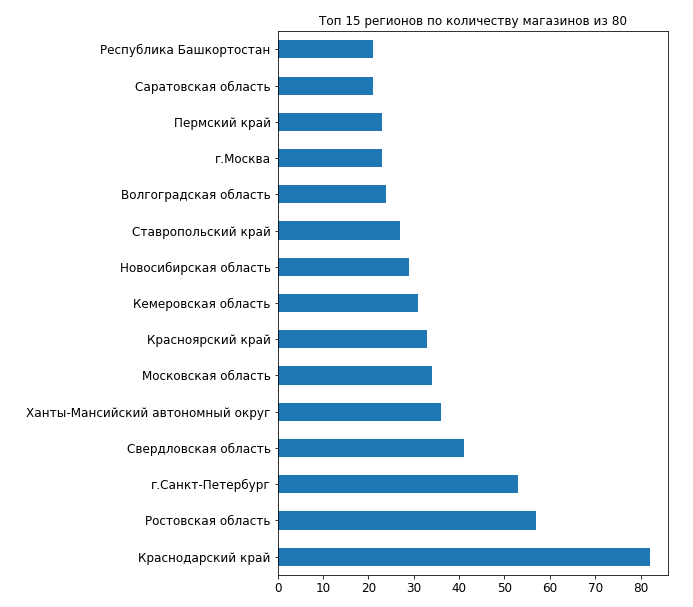 Топ 15 регионов по количеству магазинов из 80
Республика Башкортостан
Саратовская область
Пермский край
г.Москва
Волгоградская область
Ставропольский край
Новосибирская область
Кемеровская область
Красноярский край
Московская область
Ханты-Мансийский автономный округ
Свердловская область
г.Санкт-Петербург
Ростовская область
Краснодарский край
0 10 20 30 40 50 60 70 80